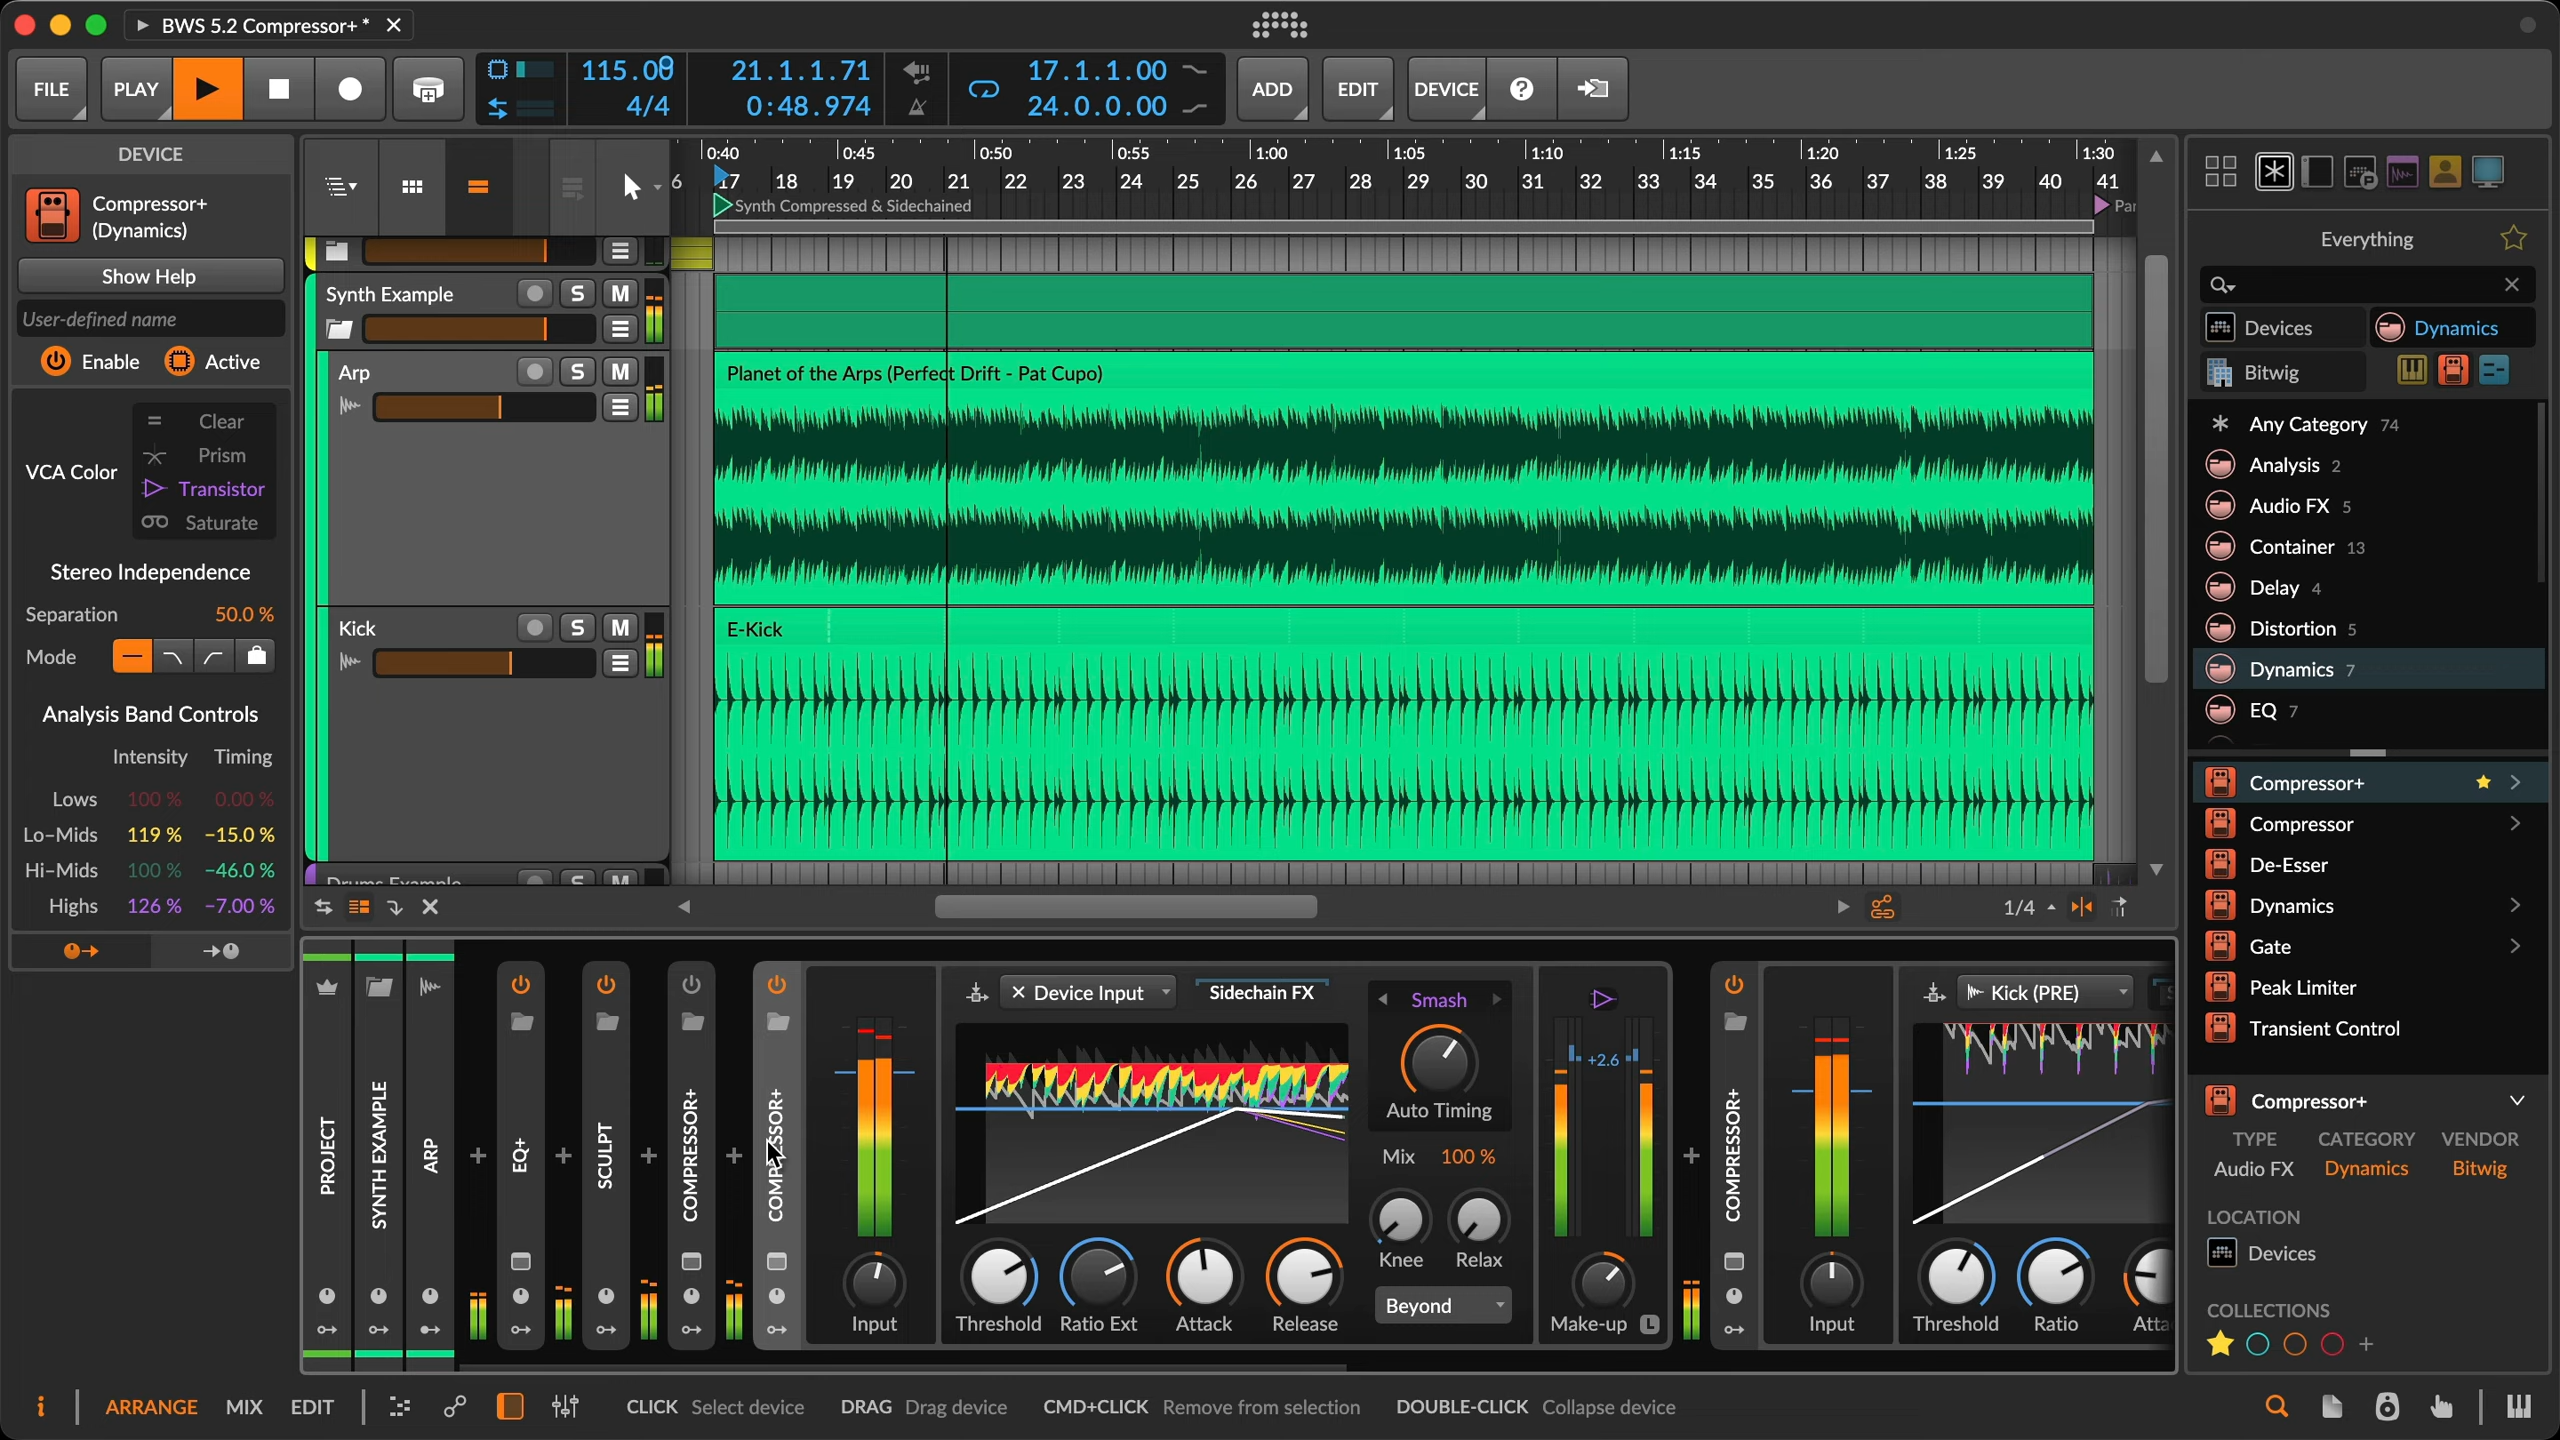 BWS 5.2 Compressor+ *
FILE
PLAY
115.00
4/4
21.1.1.71
0:48.974
17.1.1.00
24.0.0.00
ADD
EDIT
DEVICE
?
DEVICE
Compressor+
(Dynamics)
Show Help
User-defined name
Enable
Active
VCA Color
Clear
Prism
Transistor
Saturate
Stereo Independence
Separation 50.0 %
Mode
Analysis Band Controls
Intensity Timing
Lows 100 % 0.00 %
Lo-Mids 119 % -15.0 %
Hi-Mids 100 % -46.0 %
Highs 126 % -7.00 %
0:40 0:45 0:50 0:55 1:00 1:05 1:10 1:15 1:20 1:25 1:30
6 17 18 19 20 21 22 23 24 25 26 27 28 29 30 31 32 33 34 35 36 37 38 39 40 41
Synth Compressed & Sidechained
Par
Synth Example S M
Arp S M
Planet of the Arps (Perfect Drift - Pat Cupo)
Kick S M
E-Kick
Drums Example S M
1/4
PROJECT
SYNTH EXAMPLE
ARP
EQ+
SCULPT
COMPRESSOR+
COMPRESSOR+
Device Input
Sidechain FX
Smash
Auto Timing
Mix 100 %
Knee Relax
Beyond
Input
Threshold Ratio Ext Attack Release
+2.6
Make-up L
COMPRESSOR+
Kick (PRE)
Input
Threshold Ratio Atta
Everything
Devices
Dynamics
Bitwig
Any Category 74
Analysis 2
Audio FX 5
Container 13
Delay 4
Distortion 5
Dynamics 7
EQ 7
Compressor+
Compressor
De-Esser
Dynamics
Gate
Peak Limiter
Transient Control
Compressor+
TYPE CATEGORY VENDOR
Audio FX Dynamics Bitwig
LOCATION
Devices
COLLECTIONS
i
ARRANGE MIX EDIT
CLICK Select device DRAG Drag device CMD+CLICK Remove from selection DOUBLE-CLICK Collapse device